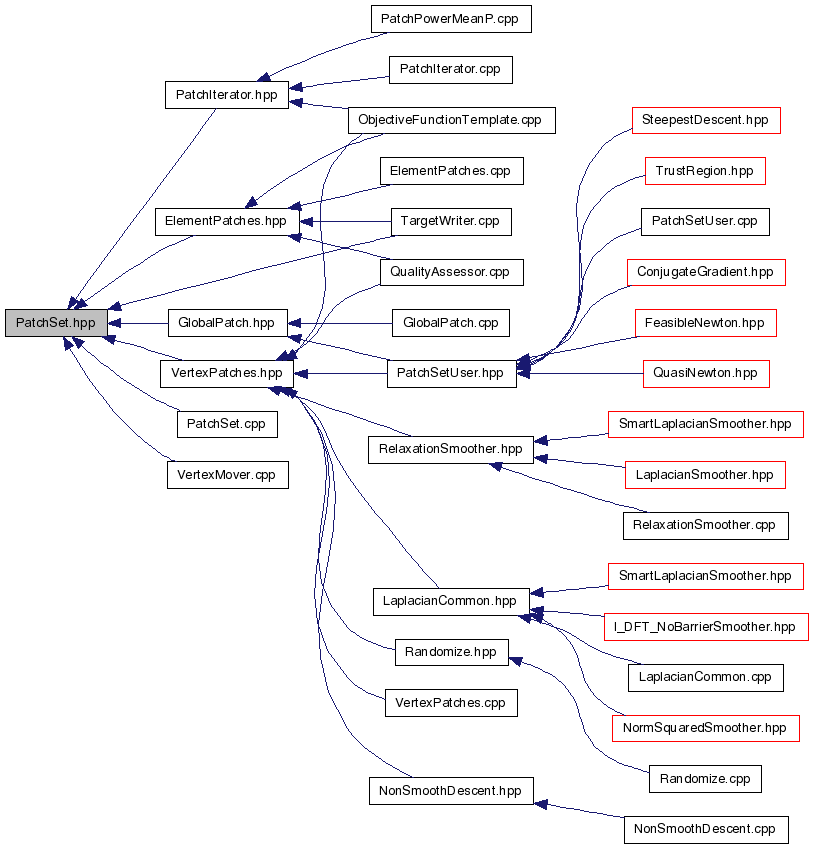 PatchPowerMeanP.cpp
PatchIterator.cpp
PatchIterator.hpp
ObjectiveFunctionTemplate.cpp
SteepestDescent.hpp
ElementPatches.cpp
TrustRegion.hpp
ElementPatches.hpp
TargetWriter.cpp
PatchSetUser.cpp
QualityAssessor.cpp
ConjugateGradient.hpp
PatchSet.hpp
GlobalPatch.hpp
GlobalPatch.cpp
FeasibleNewton.hpp
VertexPatches.hpp
PatchSetUser.hpp
QuasiNewton.hpp
PatchSet.cpp
SmartLaplacianSmoother.hpp
RelaxationSmoother.hpp
VertexMover.cpp
LaplacianSmoother.hpp
RelaxationSmoother.cpp
SmartLaplacianSmoother.hpp
LaplacianCommon.hpp
I_DFT_NoBarrierSmoother.hpp
Randomize.hpp
LaplacianCommon.cpp
VertexPatches.cpp
NormSquaredSmoother.hpp
Randomize.cpp
NonSmoothDescent.hpp
NonSmoothDescent.cpp